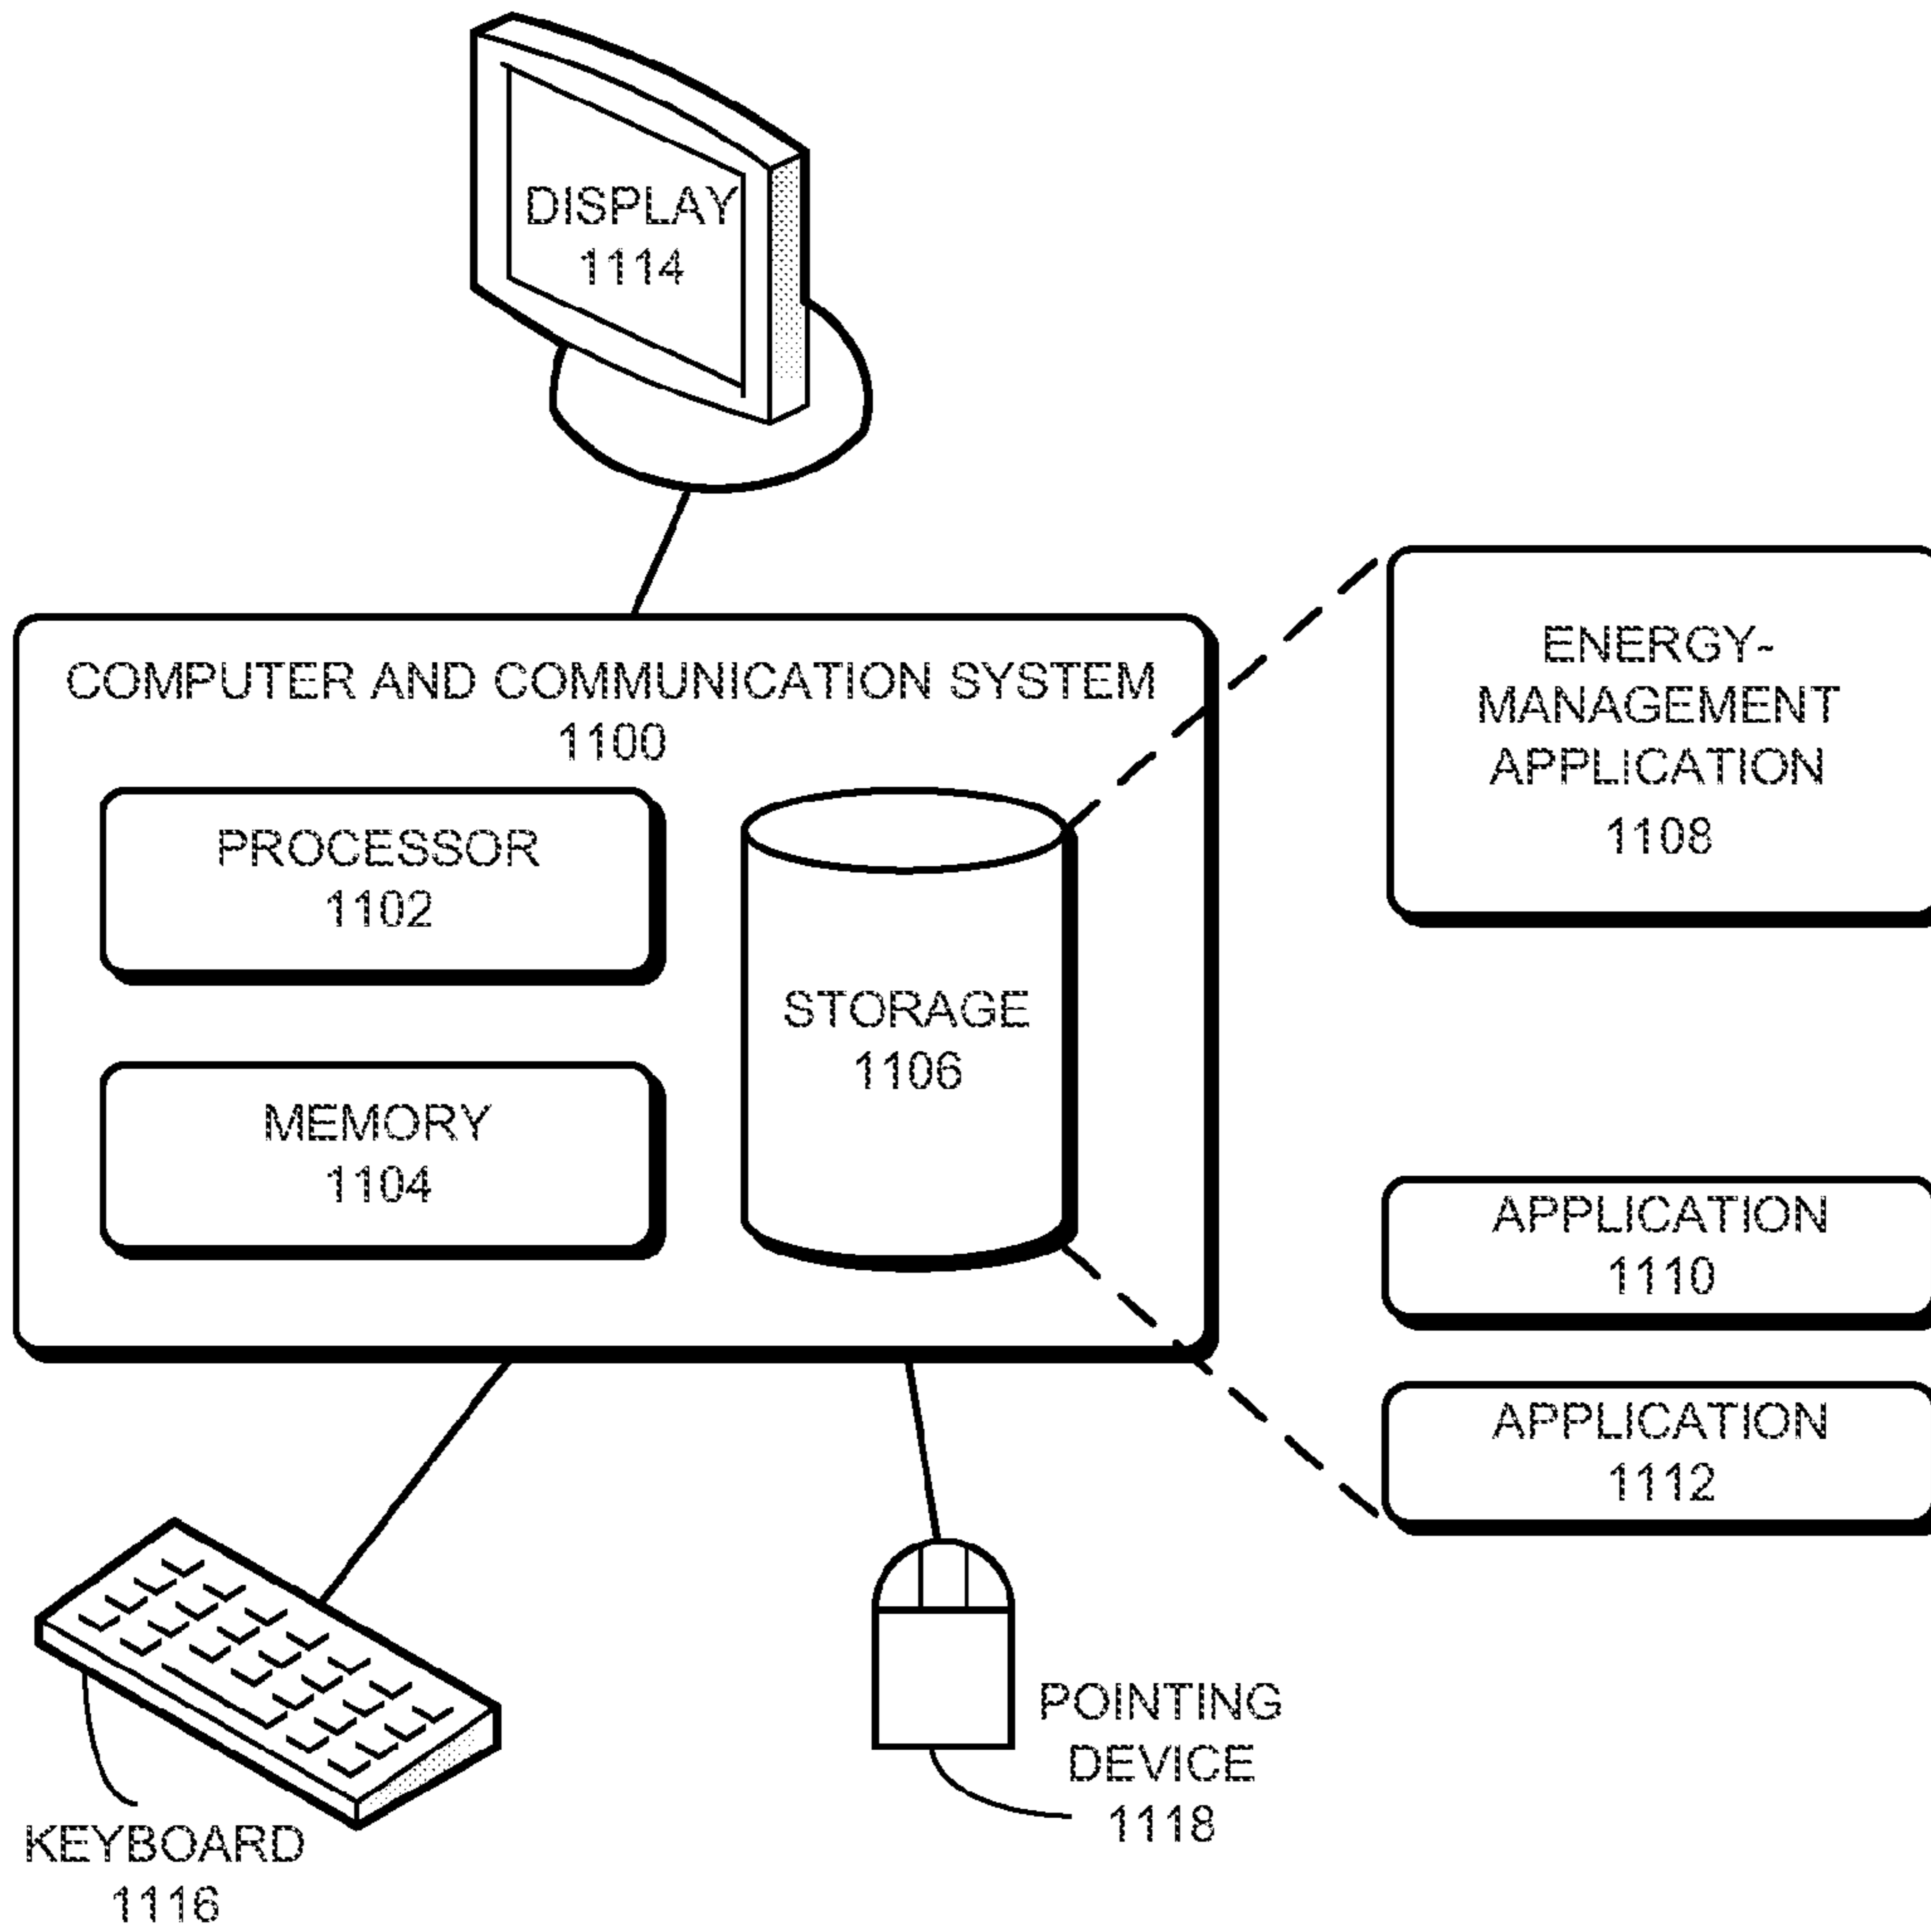 DISPLAY
1114
COMPUTER AND COMMUNICATION SYSTEM
1100
PROCESSOR
1102
MEMORY
1104
STORAGE
1106
ENERGY-
MANAGEMENT
APPLICATION
1108
APPLICATION
1110
APPLICATION
1112
KEYBOARD
1116
POINTING
DEVICE
1118